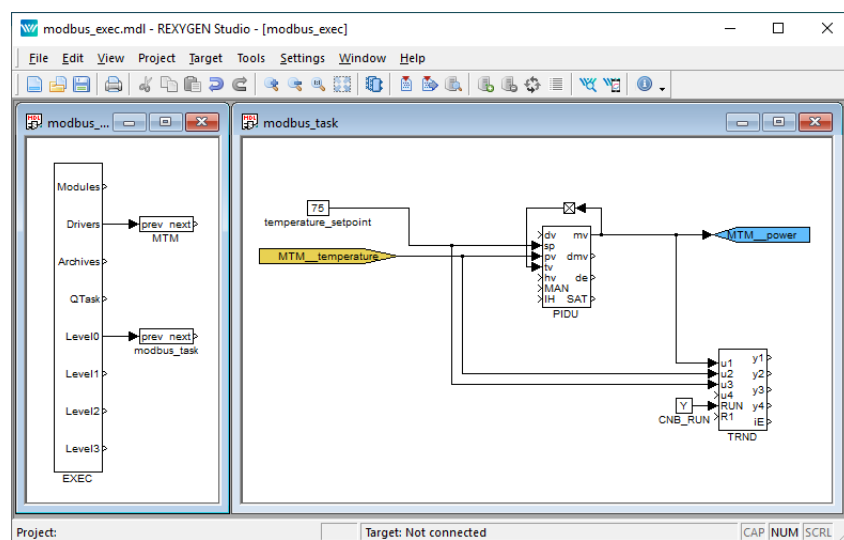 modbus_exec.mdl - REXYGEN Studio - [modbus_exec]
File Edit View Project Target Tools Settings Window Help
modbus_...
Modules
Drivers
prev next
MTM
Archives
QTask
Level0
prev next
modbus_task
Level1
Level2
Level3
EXEC
modbus_task
75
temperature_setpoint
MTM__temperature
dv mv
sp
pv dmv
tv
hv de
MAN
IH SAT
PIDU
MTM__power
u1 y1
u2 y2
u3 y3
u4
RUN y4
R1 iE
TRND
Y
CNB_RUN
Project:
Target: Not connected
CAP NUM SCRL